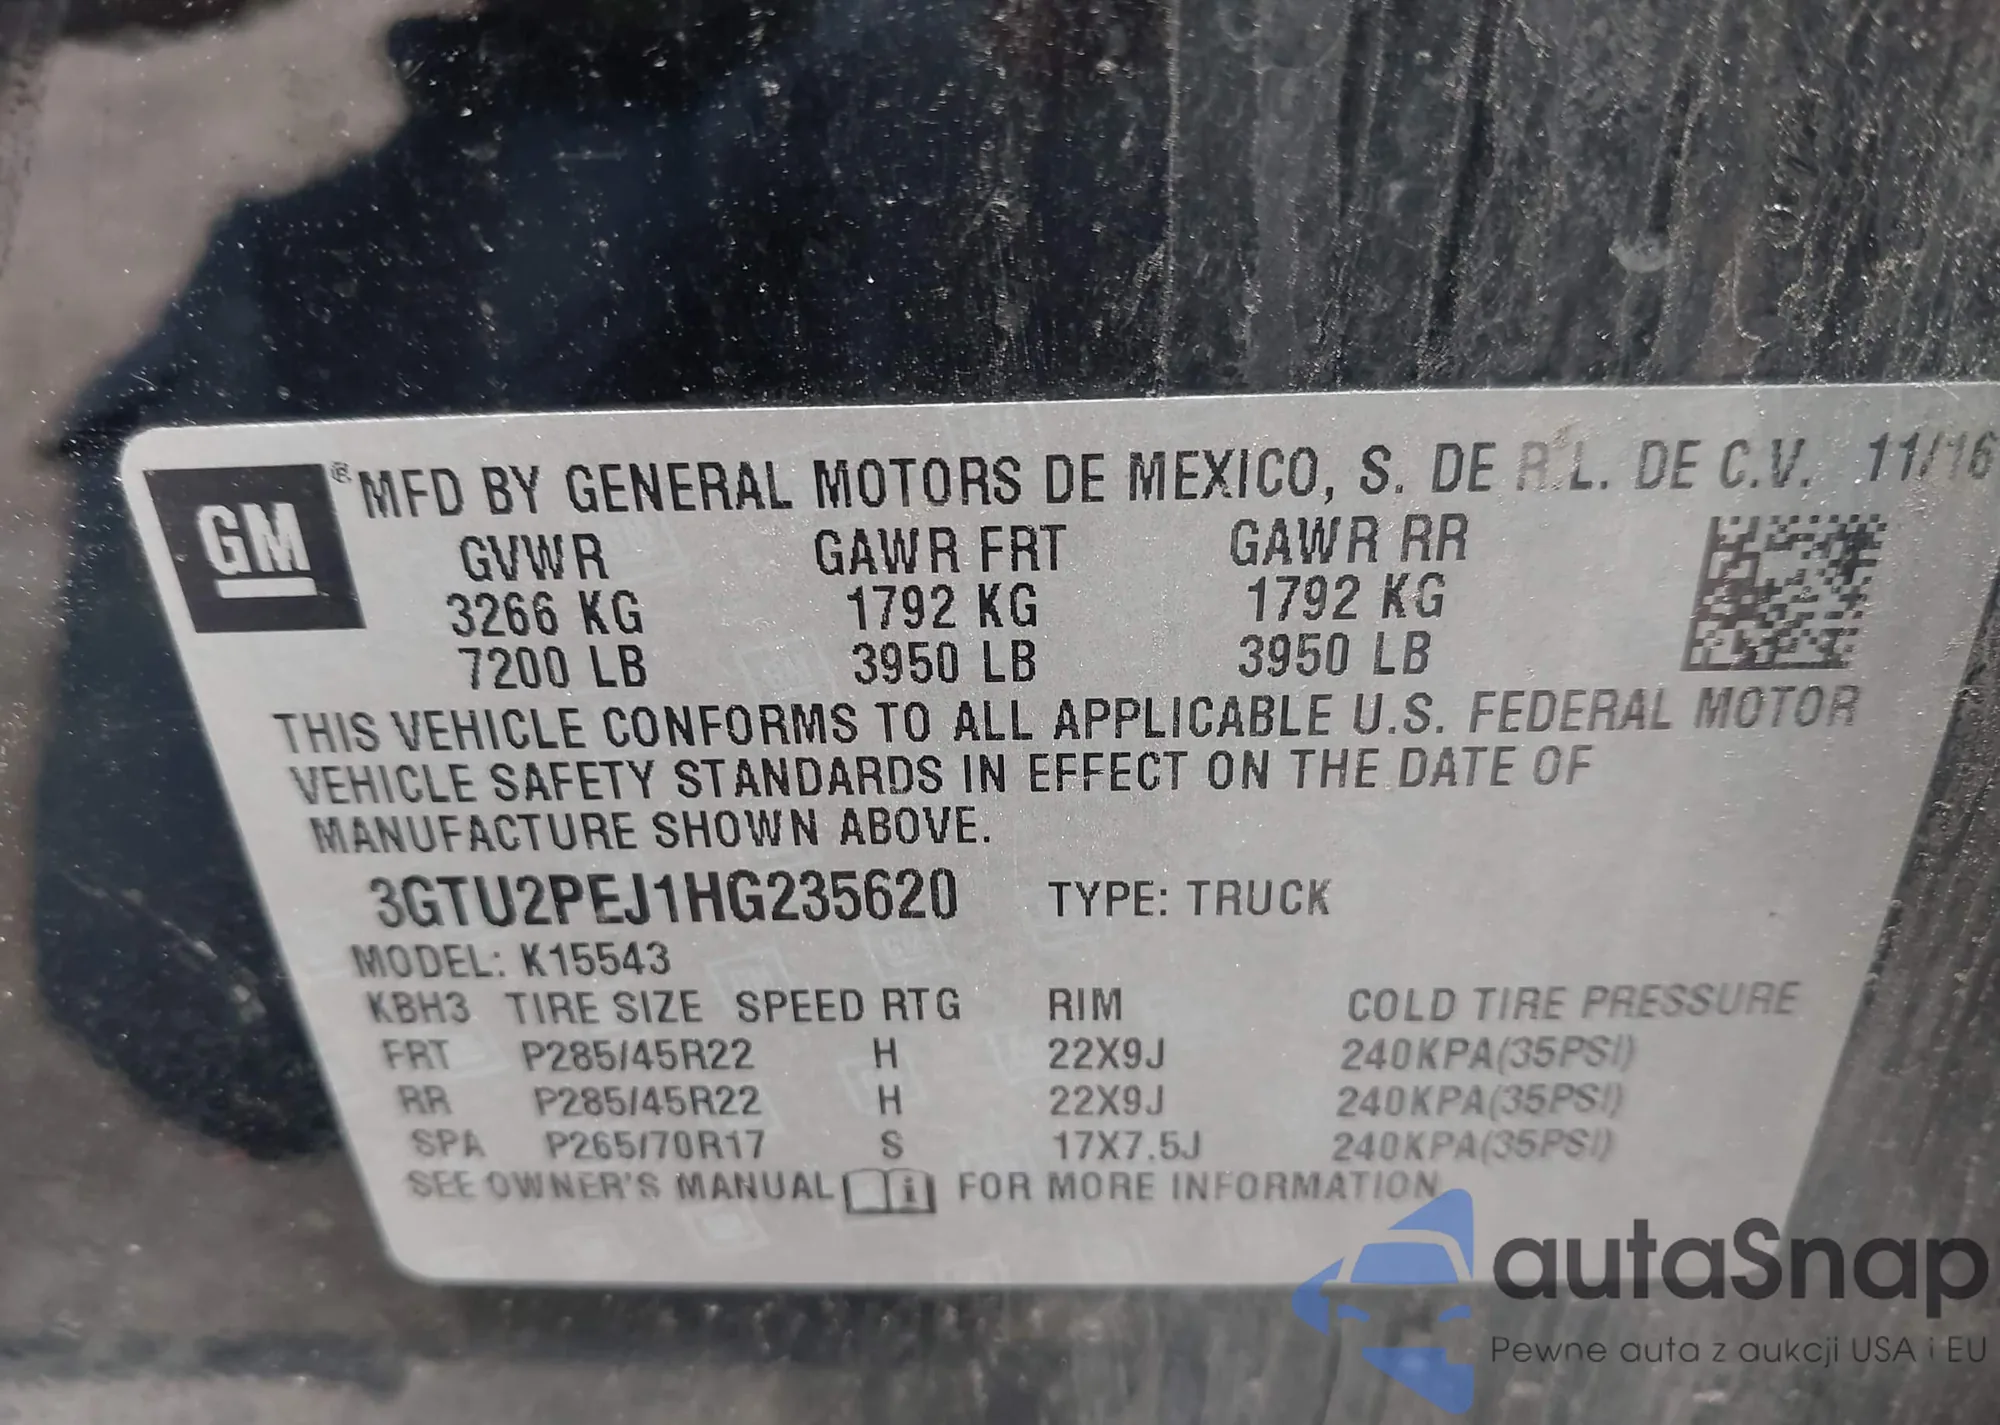 GM ® MFD BY GENERAL MOTORS DE MEXICO, S. DE R.L. DE C.V. 11/16
GVWR GAWR FRT GAWR RR
3266 KG 1792 KG 1792 KG
7200 LB 3950 LB 3950 LB
THIS VEHICLE CONFORMS TO ALL APPLICABLE U.S. FEDERAL MOTOR
VEHICLE SAFETY STANDARDS IN EFFECT ON THE DATE OF
MANUFACTURE SHOWN ABOVE.
3GTU2PEJ1HG235620 TYPE: TRUCK
MODEL: K15543
KBH3 TIRE SIZE SPEED RTG RIM COLD TIRE PRESSURE
FRT P285/45R22 H 22X9J 240KPA(35PSI)
RR P285/45R22 H 22X9J 240KPA(35PSI)
SPA P265/70R17 S 17X7.5J 240KPA(35PSI)
SEE OWNER'S MANUAL i FOR MORE INFORMATION
autaSnap
Pewne auta z aukcji USA i EU